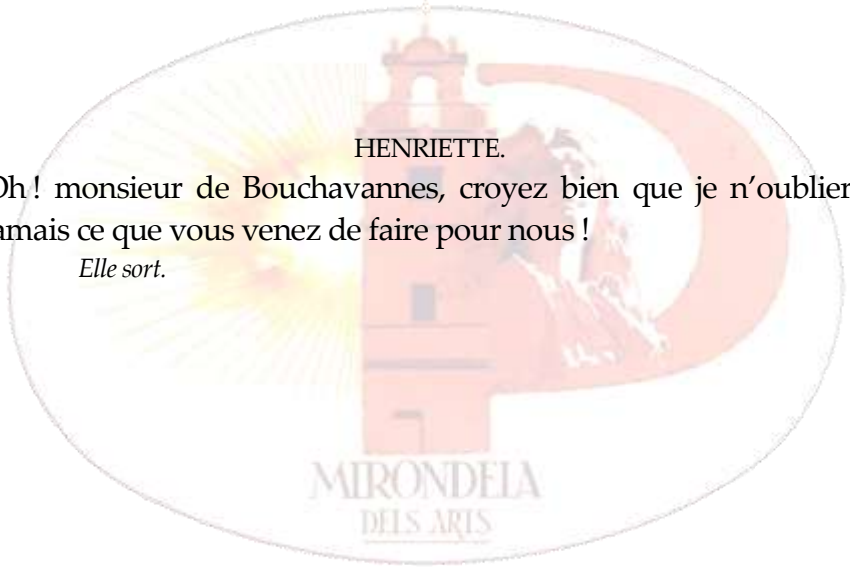 HENRIETTE.
Oh ! monsieur de Bouchavannes, croyez bien que je n’oublier
jamais ce que vous venez de faire pour nous !
Elle sort.
MIRONDELA
DELS ARTS